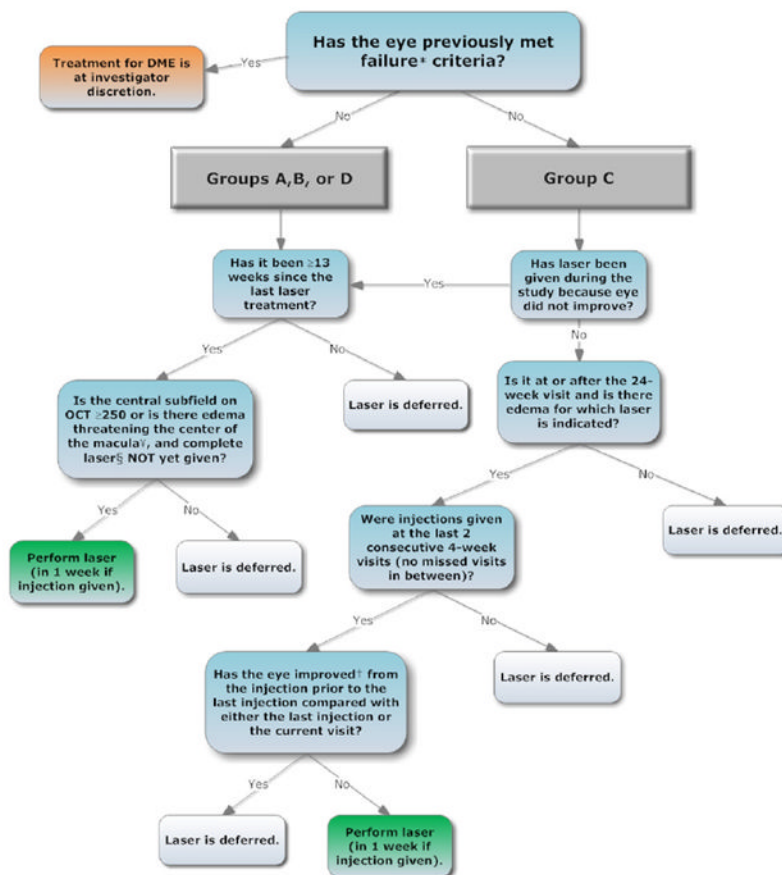 Has the eye previously met
failure* criteria?
Treatment for DME is
at investigator
discretion.
Yes
No
No
Groups A,B, or D
Group C
Has it been ≥13
weeks since the
last laser
treatment?
Yes
Has laser been
given during the
study because eye
did not improve?
Yes
No
No
Is the central subfield on
OCT ≥250 or is there edema
threatening the center
of the macula¥, and complete
laser§ NOT yet given?
Laser is deferred.
Is it at or after the 24-
week visit and is there
edema for which laser
is indicated?
Yes
No
Yes
No
Perform laser
(in 1 week if
injection given).
Laser is deferred.
Were injections given
at the last 2
consecutive 4-week
visits (no missed visits
in between)?
Laser is deferred.
Yes
No
Has the eye improved† from
the injection prior to the
last injection compared with
either the last injection or
the current visit?
Laser is deferred.
Yes
No
Laser is deferred.
Perform laser
(in 1 week if
injection given).